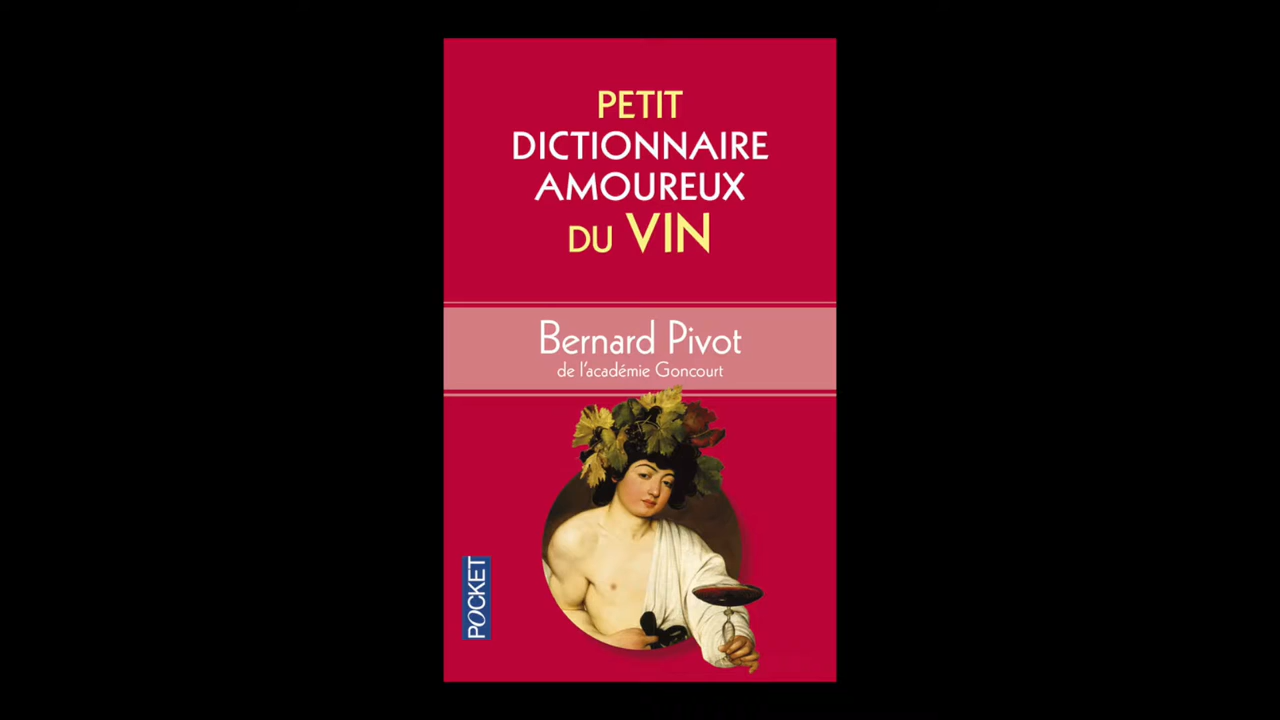 PETIT
DICTIONNAIRE
AMOUREUX
DU VIN
Bernard Pivot
de l'académie Goncourt
POCKET